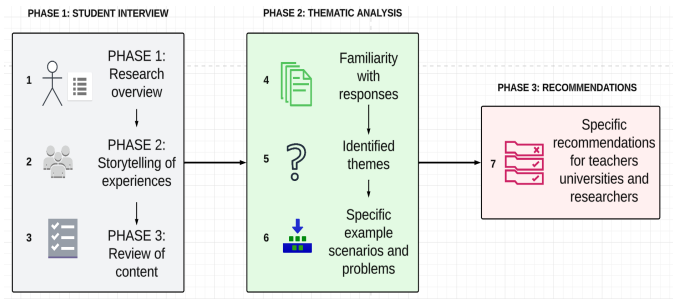 PHASE 1: STUDENT INTERVIEW
1
PHASE 1:
Research
overview
2
PHASE 2:
Storytelling of
experiences
3
PHASE 3:
Review of
content
PHASE 2: THEMATIC ANALYSIS
4
Familiarity
with
responses
5
Identified
themes
6
Specific
example
scenarios and
problems
PHASE 3: RECOMMENDATIONS
7
Specific
recommendations
for teachers
universities and
researchers